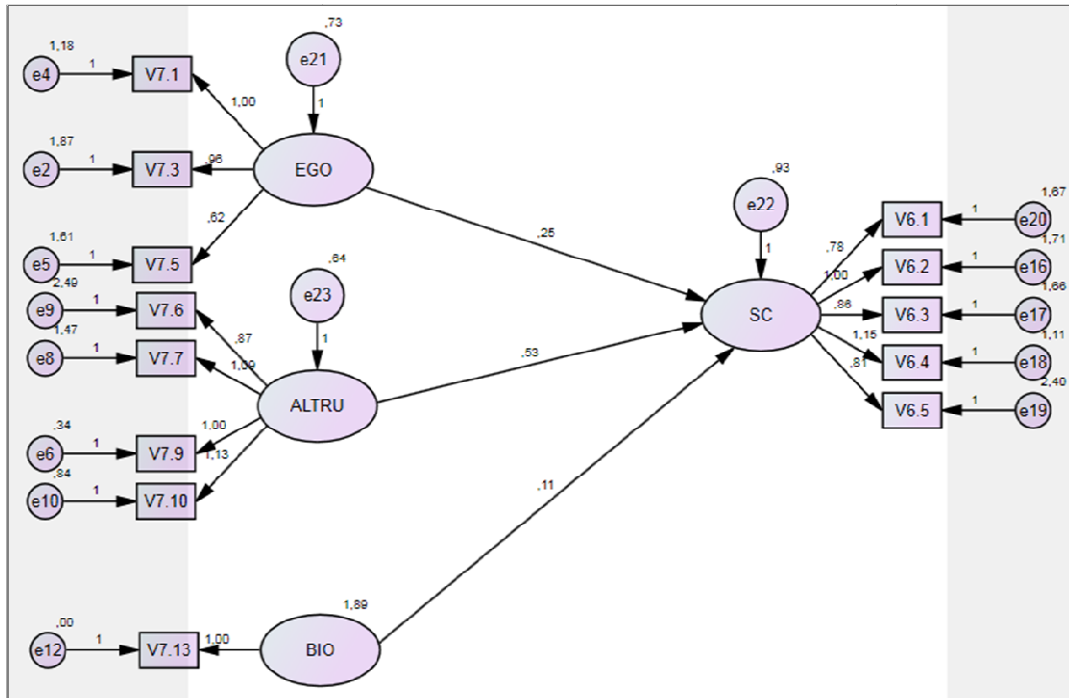 ,73
1,18
e21
e4
1
V7.1
1
1,00
1,87
,93
e2
1
V7.3
,96
EGO
e22
1,67
,62
V6.1
1
e20
1
,78
1,71
1,61
,25
e5
1
V7.5
,64
1,00
V6.2
1
e16
2,49
e23
1,66
e9
1
V7.6
SC
,86
V6.3
1
e17
1,47
,87
1
1,15
1,11
e8
1
V7.7
,53
V6.4
1
e18
1,09
,81
2,40
ALTRU
V6.5
1
e19
,34
1,00
e6
1
V7.9
1,13
,84
e10
1
V7.10
,11
,00
1,89
e12
1
V7.13
1,00
BIO